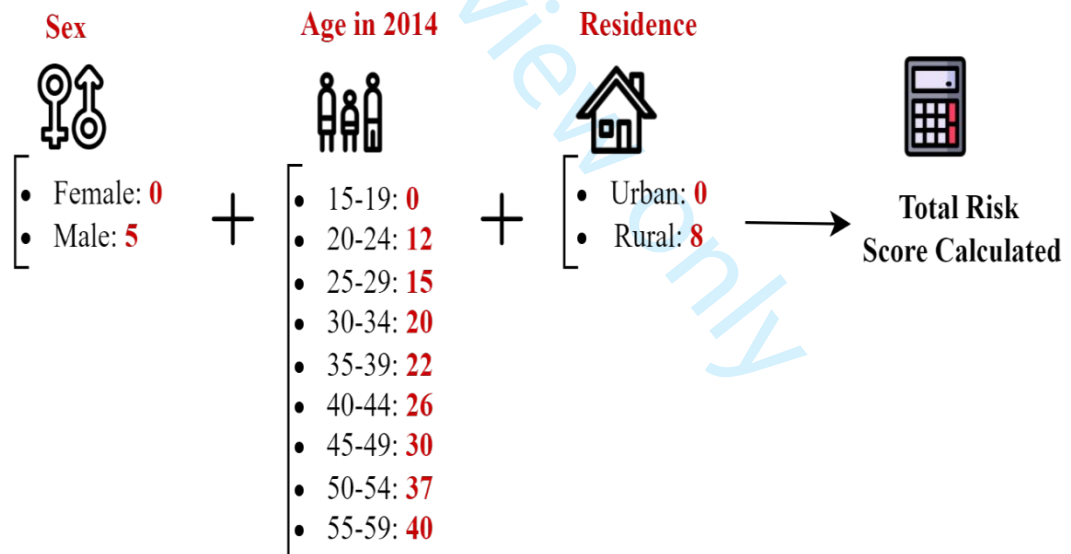 Sex
• Female: 0
• Male: 5
+
Age in 2014
• 15-19: 0
• 20-24: 12
• 25-29: 15
• 30-34: 20
• 35-39: 22
• 40-44: 26
• 45-49: 30
• 50-54: 37
• 55-59: 40
+
Residence
• Urban: 0
• Rural: 8
Total Risk
Score Calculated
view only